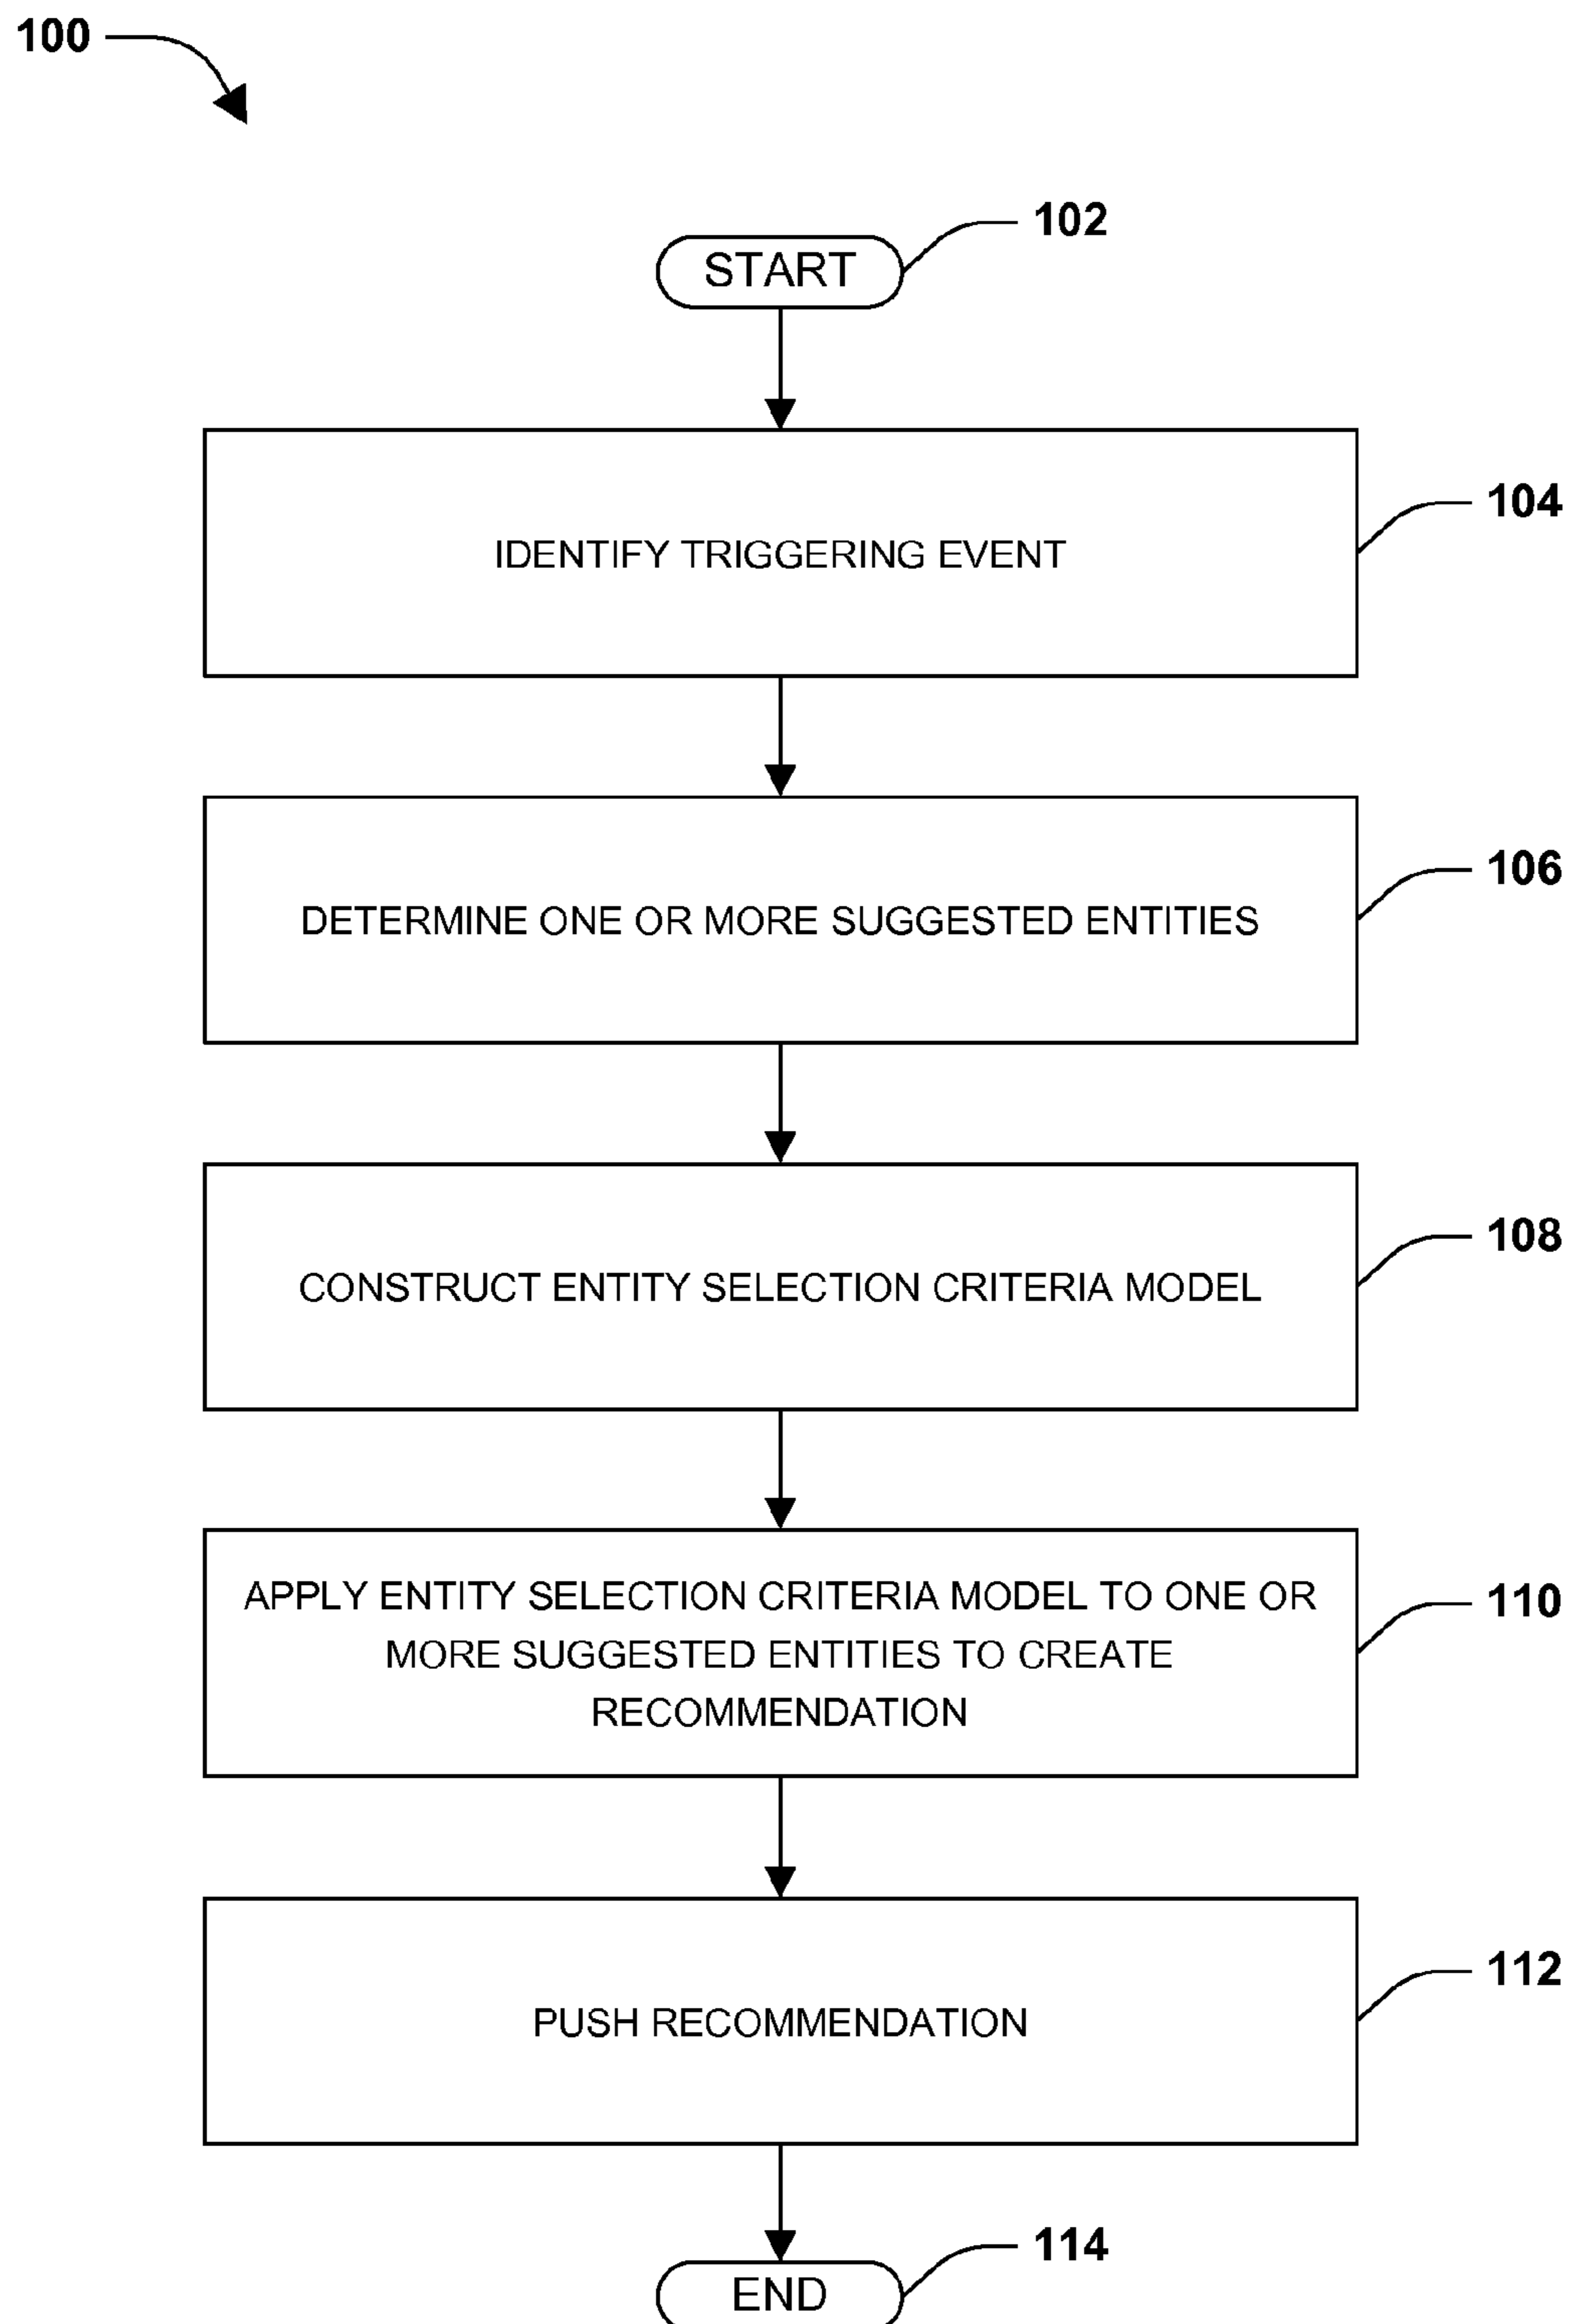 100
102
START
104
IDENTIFY TRIGGERING EVENT
106
DETERMINE ONE OR MORE SUGGESTED ENTITIES
108
CONSTRUCT ENTITY SELECTION CRITERIA MODEL
110
APPLY ENTITY SELECTION CRITERIA MODEL TO ONE OR
MORE SUGGESTED ENTITIES TO CREATE
RECOMMENDATION
112
PUSH RECOMMENDATION
114
END